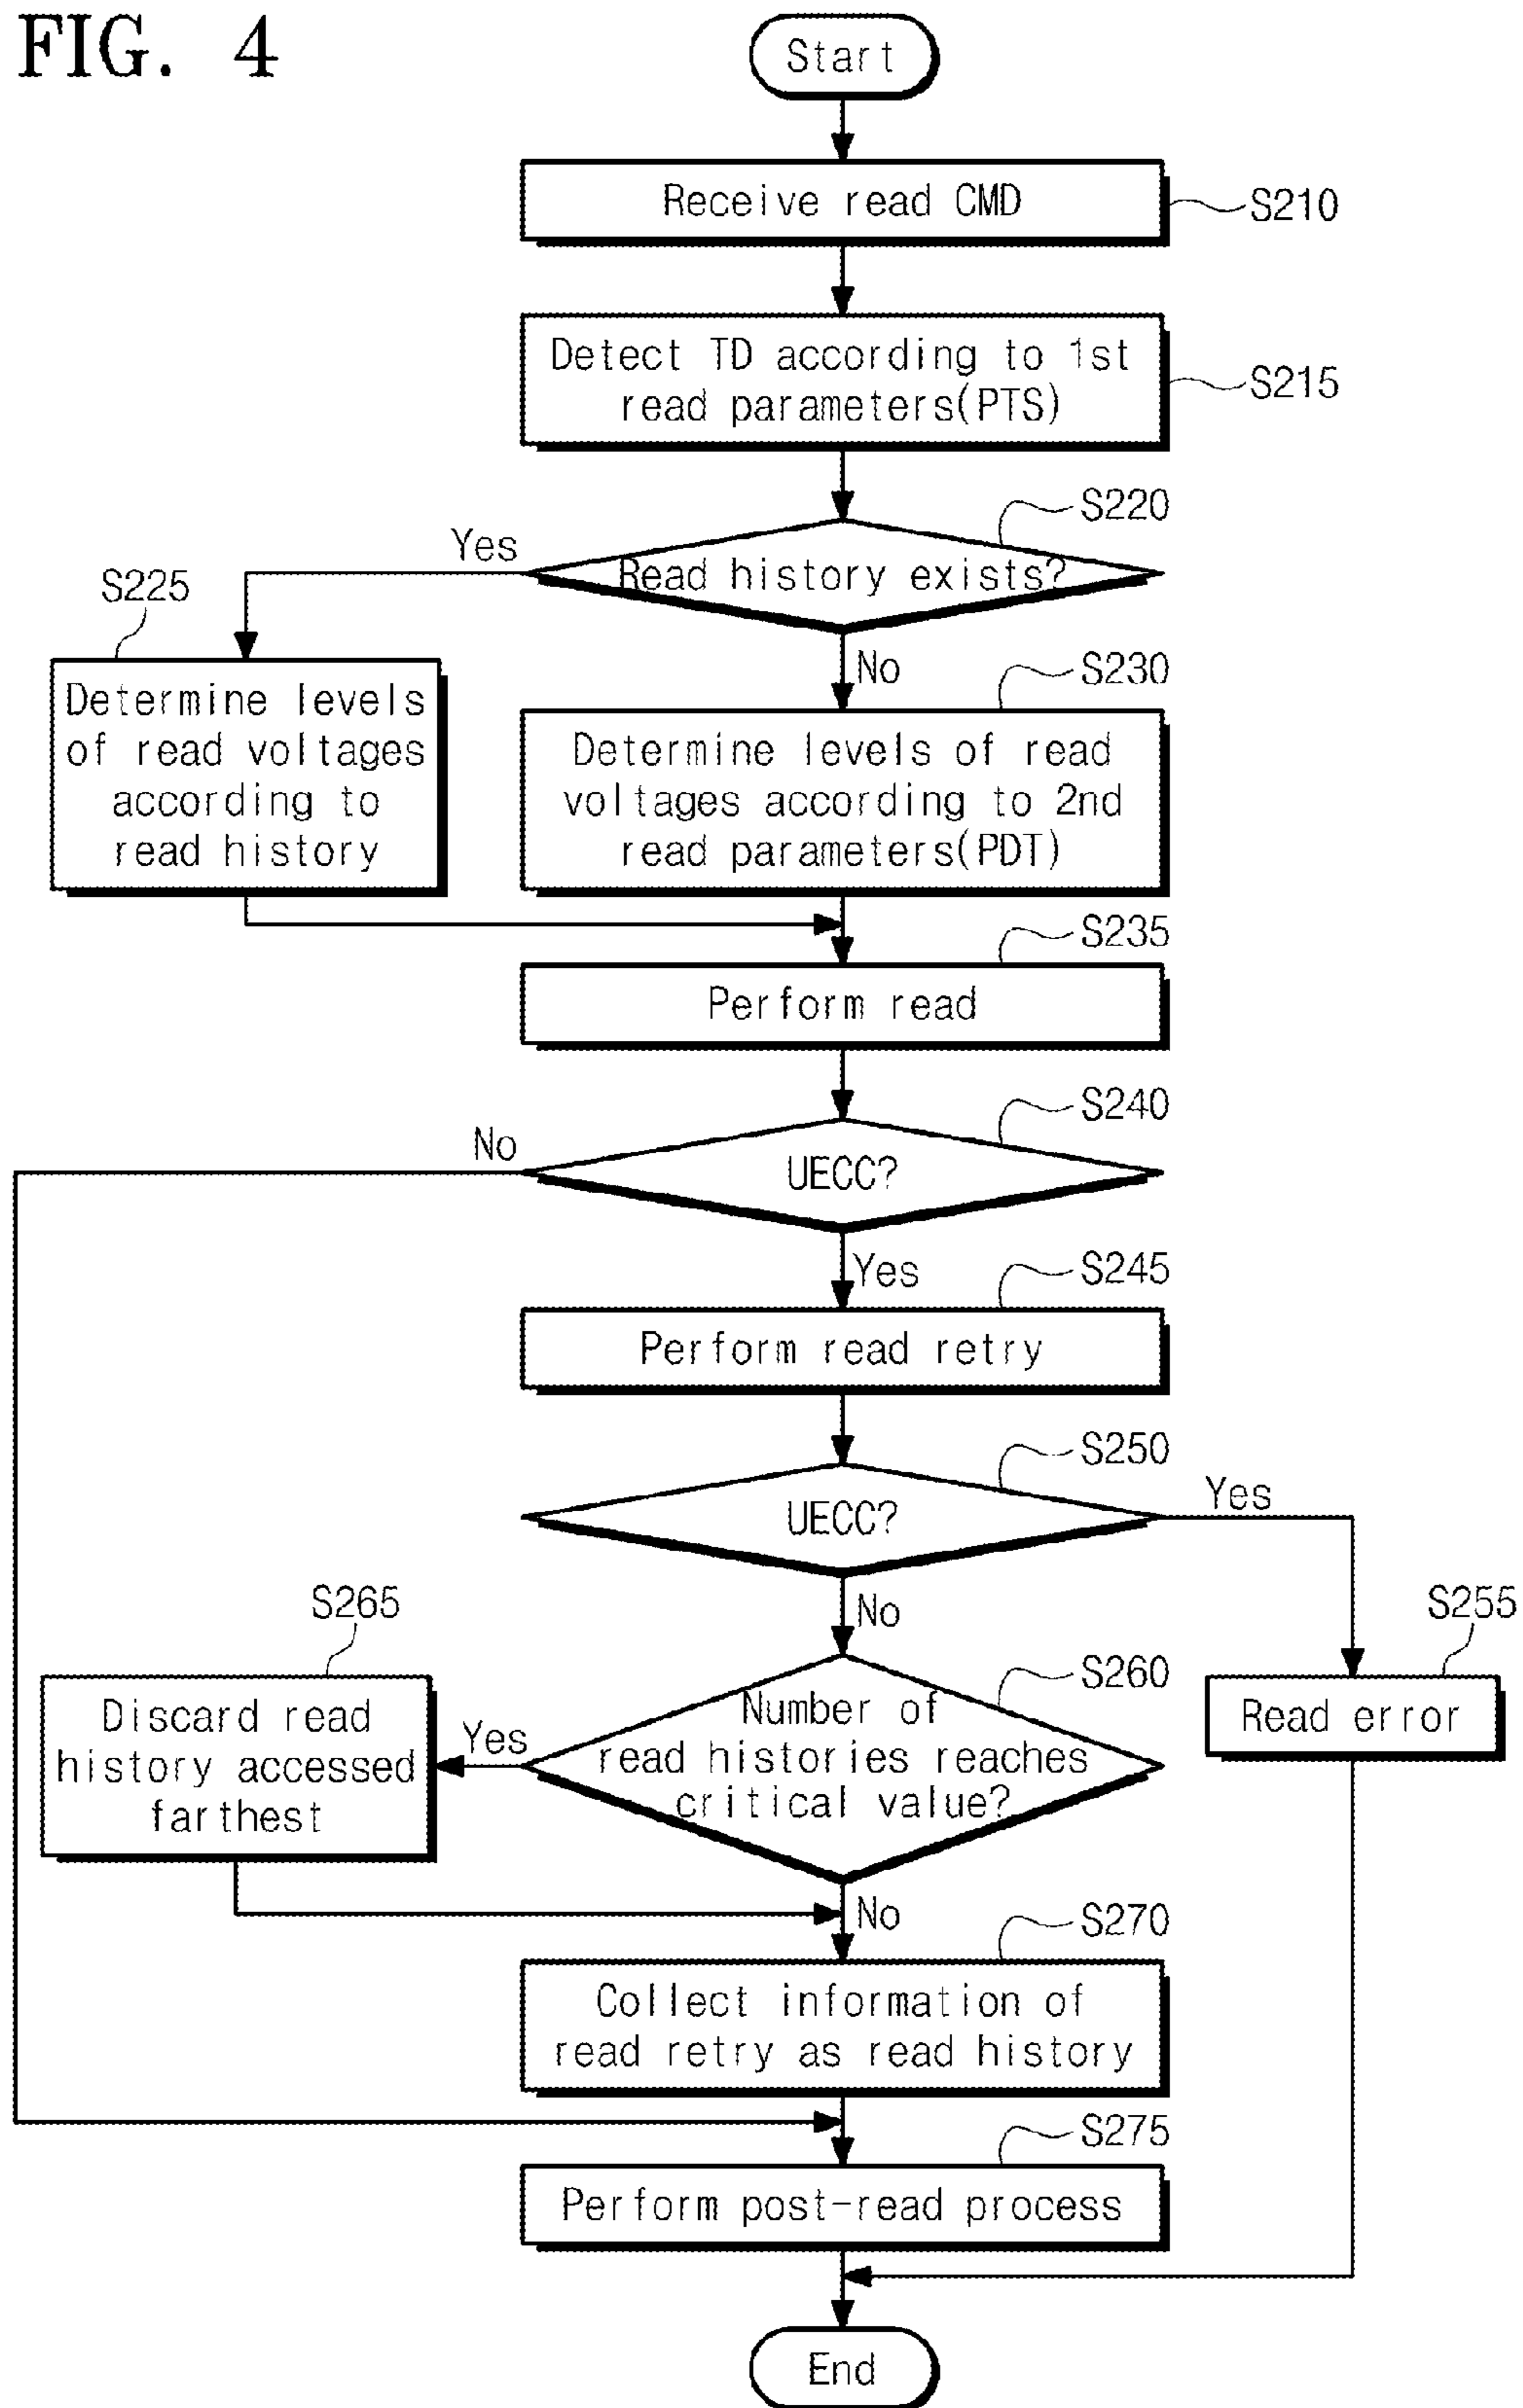 FIG. 4
Start
Receive read CMD
S210
Detect TD according to 1st
read parameters(PTS)
S215
S220
Yes
Read history exists?
S225
No
S230
Determine levels
of read voltages
according to
read history
Determine levels of read
voltages according to 2nd
read parameters(PDT)
S235
Perform read
S240
No
UECC?
Yes
S245
Perform read retry
S250
UECC?
Yes
No
S265
S255
S260
Discard read
history accessed
farthest
Yes
Number of
read histories reaches
critical value?
Read error
No
S270
Collect information of
read retry as read history
S275
Perform post-read process
End